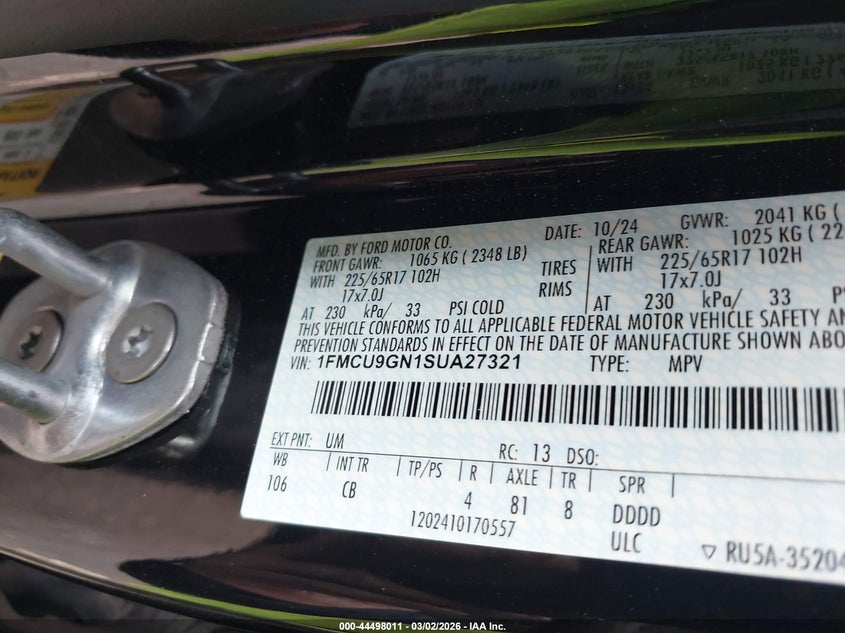 MFD. BY FORD MOTOR CO.
DATE: 10/24 GVWR: 2041 KG (
FRONT GAWR: 1065 KG ( 2348 LB)
REAR GAWR: 1025 KG ( 22
WITH 225/65R17 102H TIRES WITH 225/65R17 102H
17x7.0J RIMS 17x7.0J
AT 230 kPa/ 33 PSI COLD AT 230 kPa/ 33 PSI
THIS VEHICLE CONFORMS TO ALL APPLICABLE FEDERAL MOTOR VEHICLE SAFETY AN
PREVENTION STANDARDS IN EFFECT ON THE DATE OF MANUFACTURE SHOWN ABO
VIN: 1FMCU9GN1SUA27321 TYPE: MPV
EXT PNT: UM RC: 13 DSO:
WB INT TR TP/PS R AXLE TR SPR
106 CB 4 81 8 DDDD
1202410170557 ULC
RU5A-35204
000-44498011 - 03/02/2026 - IAA Inc.